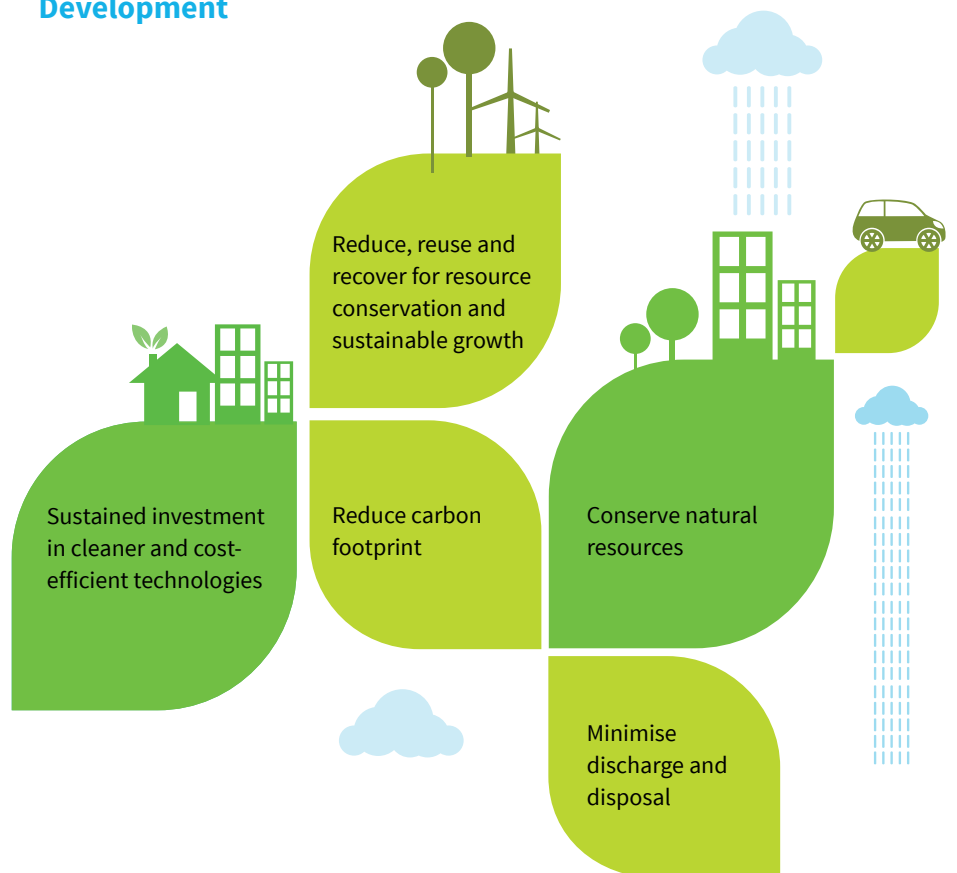 Development
Reduce, reuse and
recover for resource
conservation and
sustainable growth
Sustained investment
in cleaner and cost-
efficient technologies
Reduce carbon
footprint
Conserve natural
resources
Minimise
discharge and
disposal